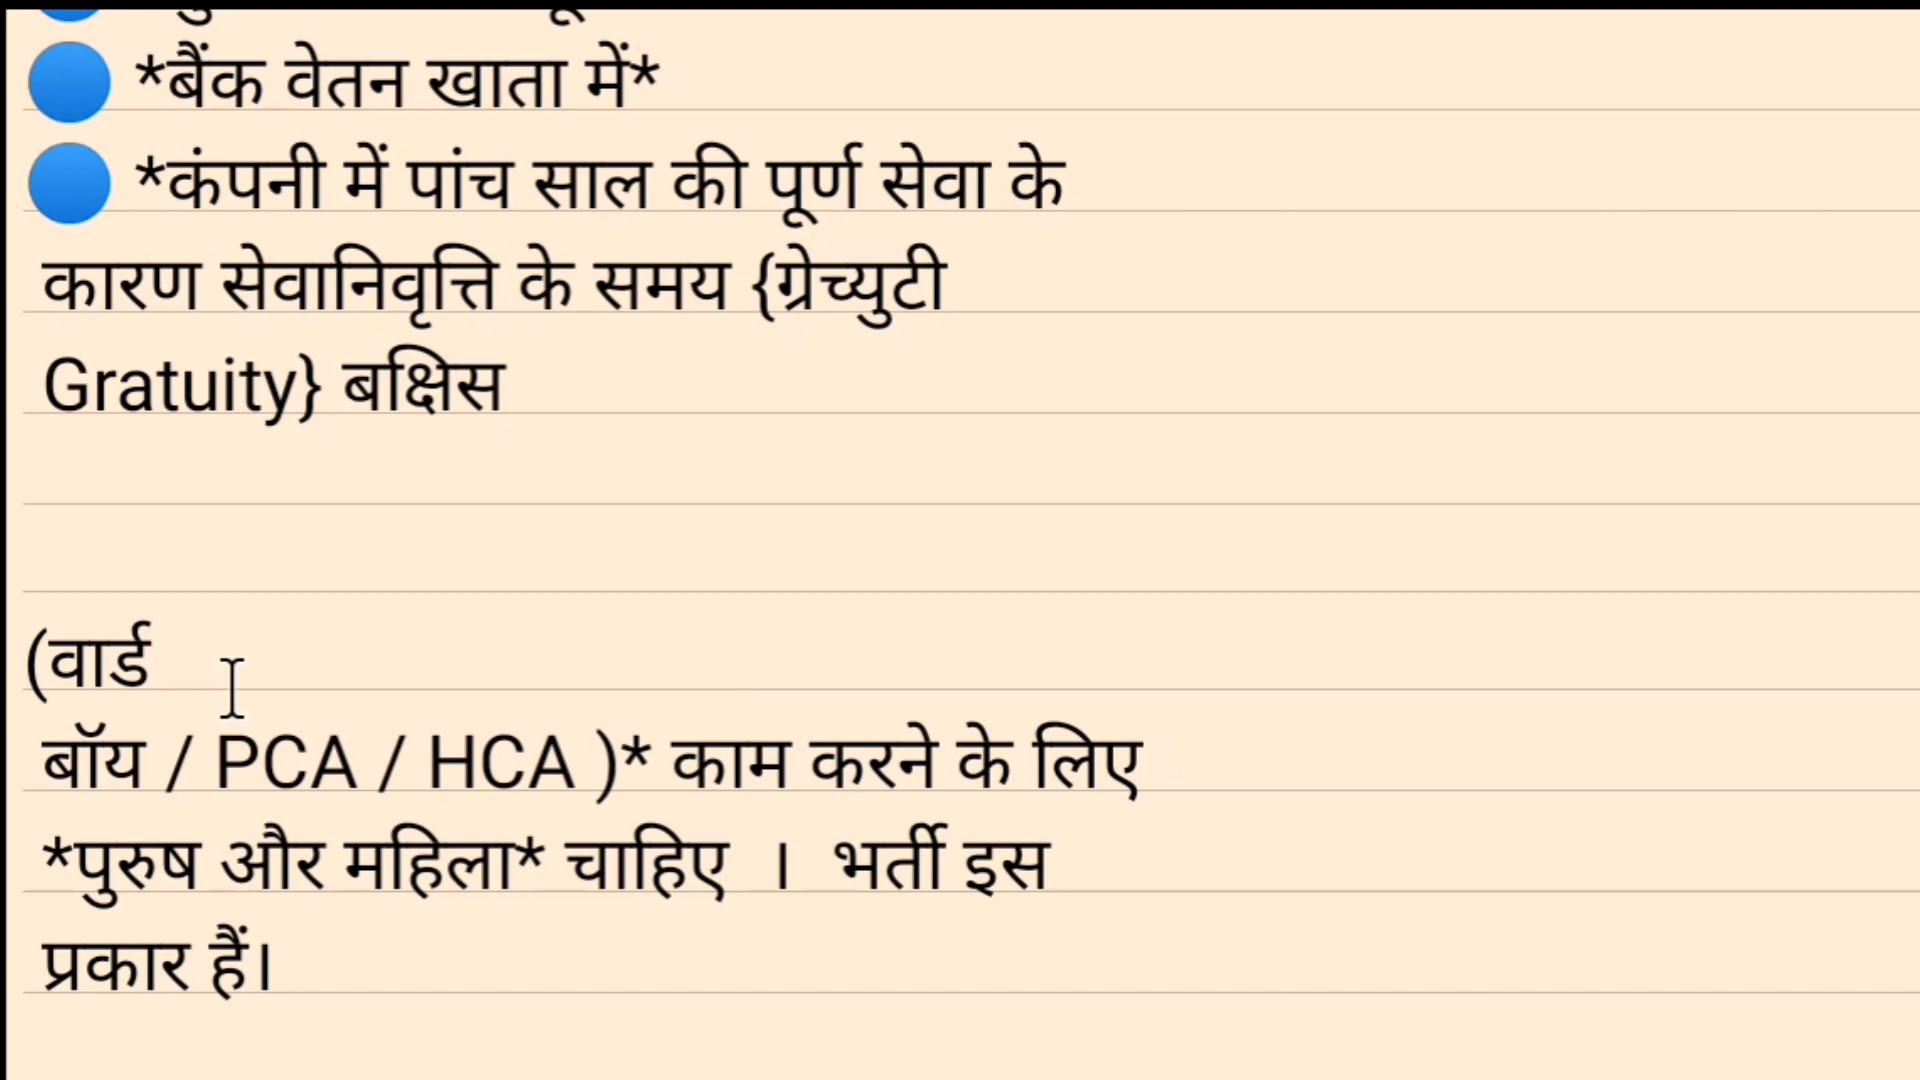 *बैंक वेतन खाता में*
*कंपनी में पांच साल की पूर्ण सेवा के
कारण सेवानिवृत्ति के समय {ग्रेच्युटी
Gratuity} बक्षिस
(वार्ड
बॉय / PCA / HCA )* काम करने के लिए
*पुरुष और महिला* चाहिए । भर्ती इस
प्रकार हैं।